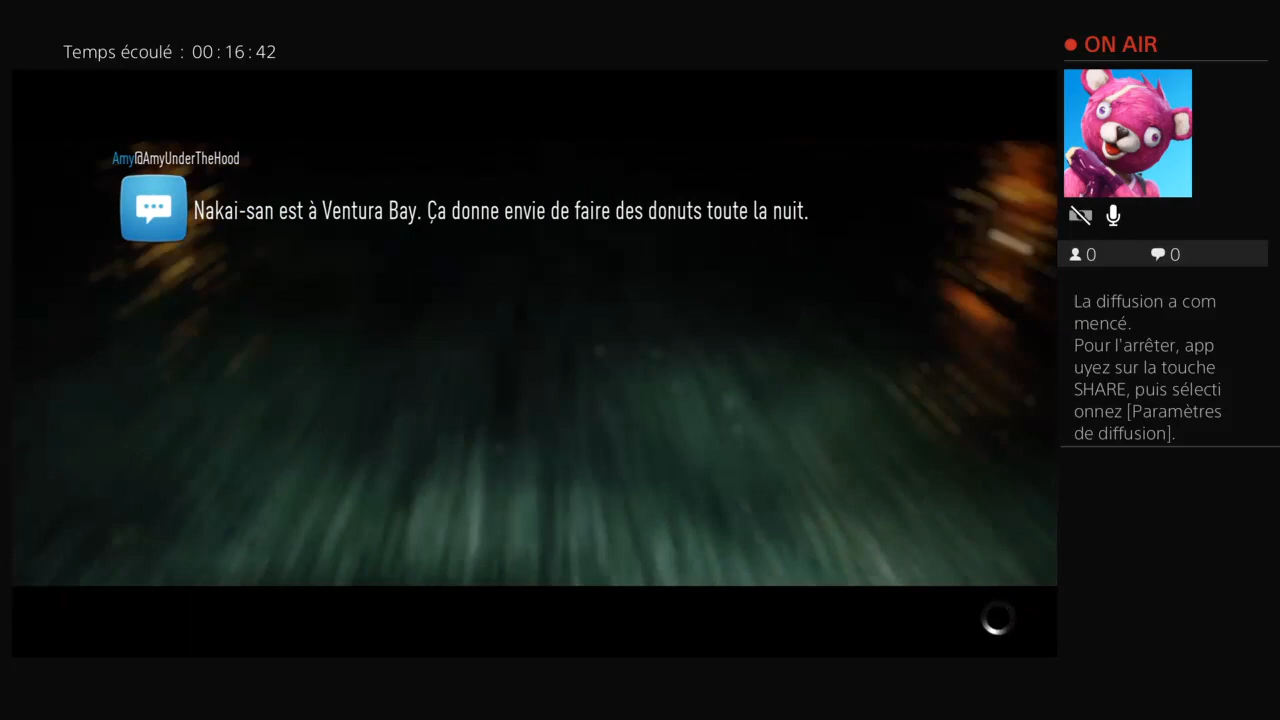 Temps écoulé : 00:16:42
ON AIR
Amy@AmyUnderTheHood
Nakai-san est à Ventura Bay. Ça donne envie de faire des donuts toute la nuit.
0 0
La diffusion a com
mencé.
Pour l'arrêter, app
uyez sur la touche
SHARE, puis sélecti
onnez [Paramètres
de diffusion].